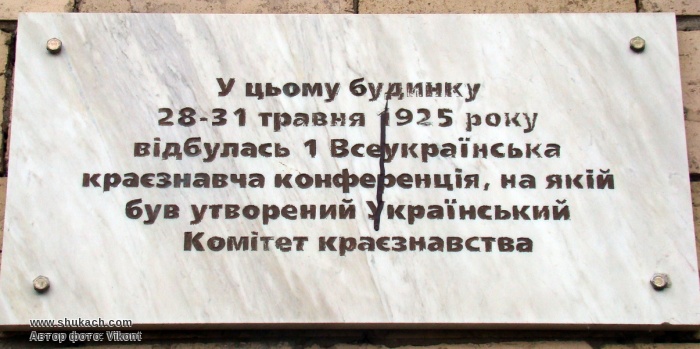 У цьому будинку
28-31 травня 1925 року
відбулась 1 Всеукраїнська
краєзнавча конференція, на якій
був утворений Український
Комітет краєзнавства
www.shukach.com
Автор фото: Vikont